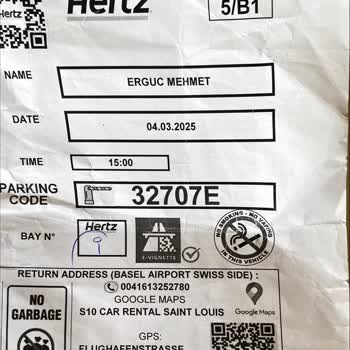 Hertz
Hertz
5/B1
NAME
ERGUC MEHMET
DATE
04.03.2025
TIME
15:00
PARKING
CODE
32707E
BAY N°
Hertz
E-VIGNETTE
NO SMOKING - NO VAPING
IN THIS VEHICLE
RETURN ADDRESS (BASEL AIRPORT SWISS SIDE) :
0041613252780
GOOGLE MAPS
S10 CAR RENTAL SAINT LOUIS
Google Maps
NO
GARBAGE
GPS:
FLUGHAFENSTRASSE